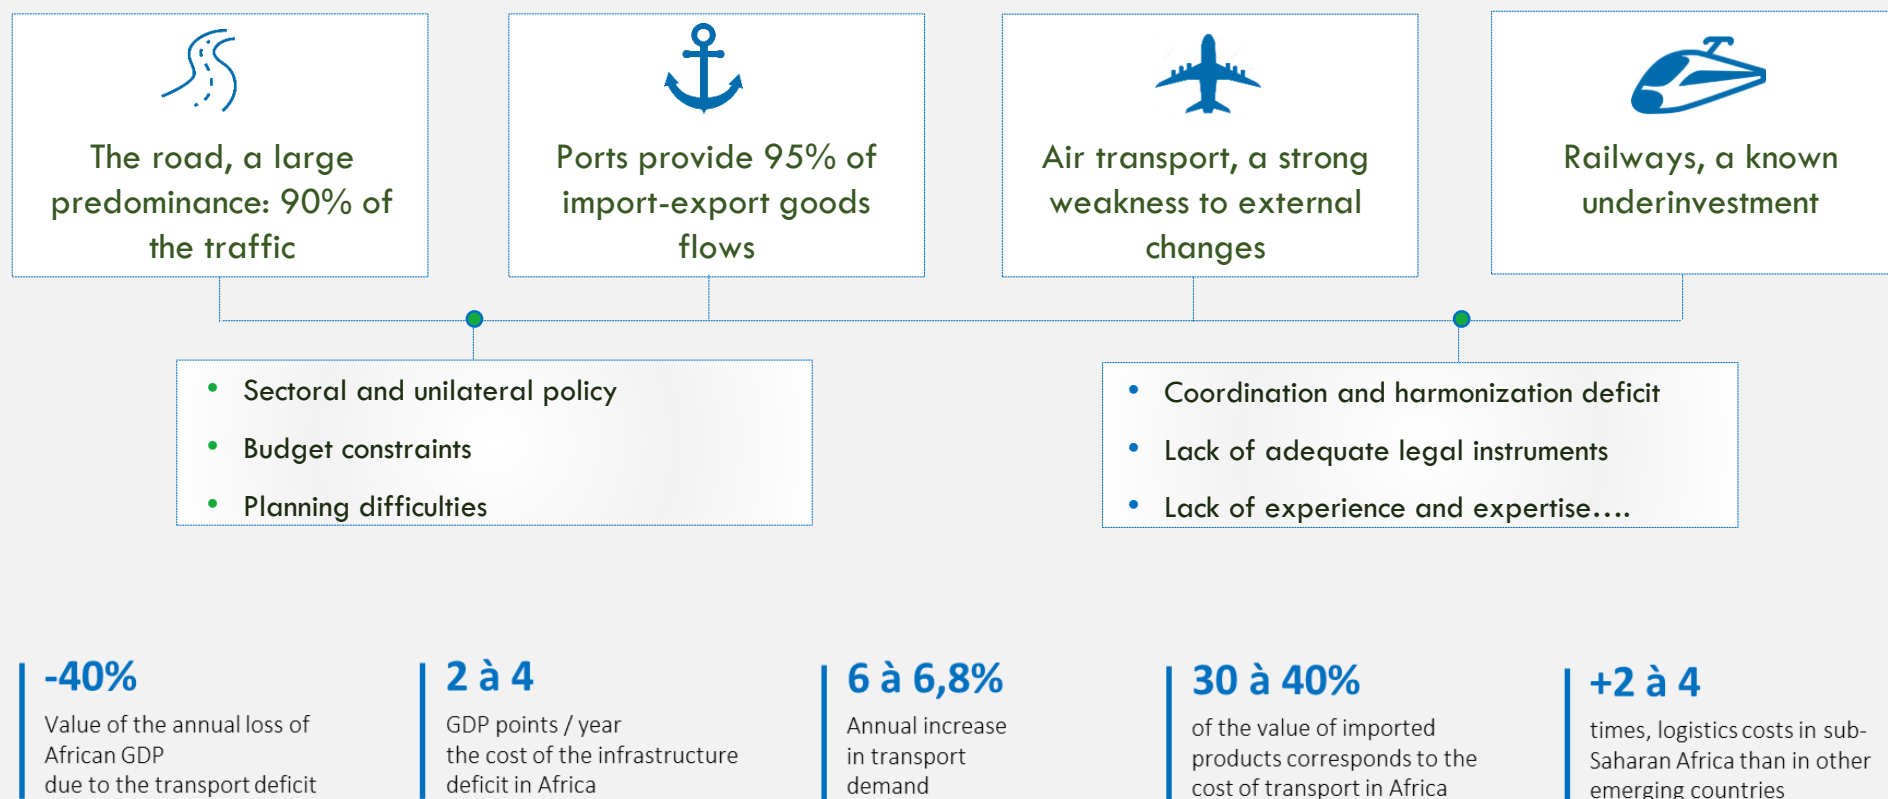 The road, a large
predominance: 90% of
the traffic
Ports provide 95% of
import-export goods
flows
Air transport, a strong
weakness to external
changes
Railways, a known
underinvestment
• Sectoral and unilateral policy
• Budget constraints
• Planning difficulties
• Coordination and harmonization deficit
• Lack of adequate legal instruments
• Lack of experience and expertise....
-40%
Value of the annual loss of
African GDP
due to the transport deficit
2 à 4
GDP points / year
the cost of the infrastructure
deficit in Africa
6 à 6,8%
Annual increase
in transport
demand
30 à 40%
of the value of imported
products corresponds to the
cost of transport in Africa
+2 à 4
times, logistics costs in sub-
Saharan Africa than in other
emerging countries